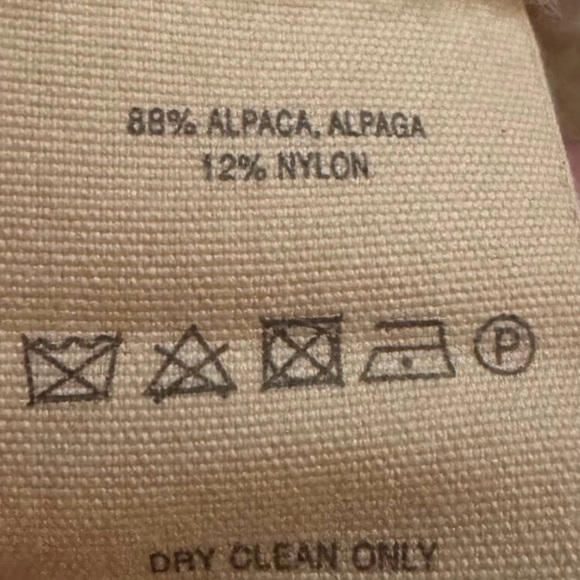 88% ALPACA, ALPAGA
12% NYLON
P
DRY CLEAN ONLY